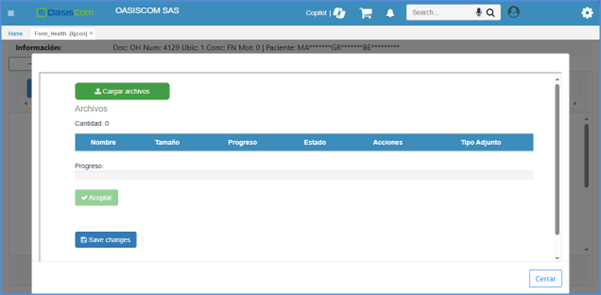 OasisCom
OASISCOM SAS
Copilot |
Search...
Home
Form_Health -{fipcon} ×
Información: Doc: OH Num: 4129 Ubic: 1 Conc: FN Mot: 0 | Paciente: MA*******GR*******BE*********
Cargar archivos
Archivos
Cantidad: 0
Nombre Tamaño Progreso Estado Acciones Tipo Adjunto
Progreso:
Aceptar
Save changes
Cerrar